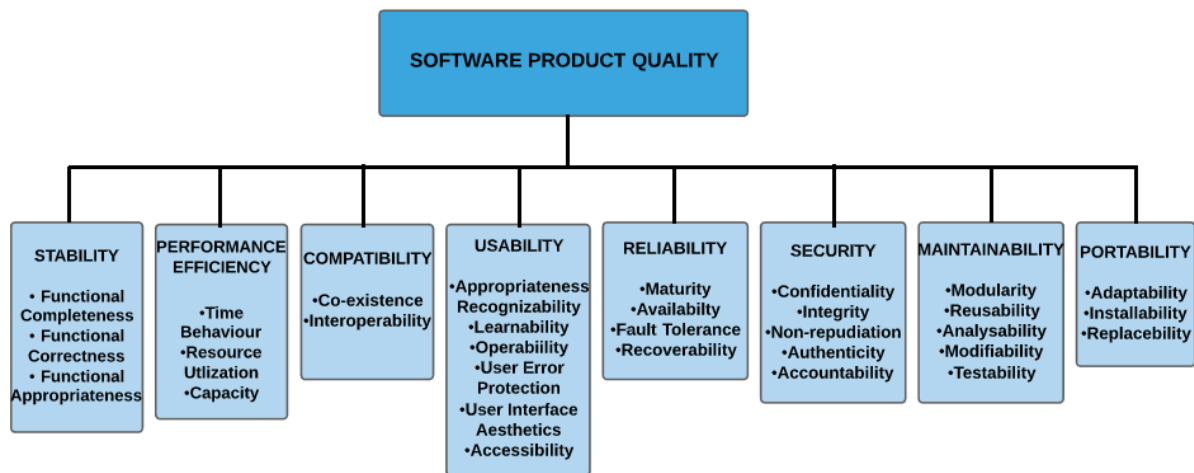 SOFTWARE PRODUCT QUALITY
STABILITY
• Functional
Completeness
• Functional
Correctness
• Functional
Appropriateness
PERFORMANCE
EFFICIENCY
•Time
Behaviour
•Resource
Utlization
•Capacity
COMPATIBILITY
•Co-existence
•Interoperability
USABILITY
•Appropriateness
Recognizability
•Learnability
•Operabiility
•User Error
Protection
•User Interface
Aesthetics
•Accessibility
RELIABILITY
•Maturity
•Availabilty
•Fault Tolerance
•Recoverability
SECURITY
•Confidentiality
•Integrity
•Non-repudiation
•Authenticity
•Accountability
MAINTAINABILITY
•Modularity
•Reusability
•Analysability
•Modifiability
•Testability
PORTABILITY
•Adaptability
•Installability
•Replacebility